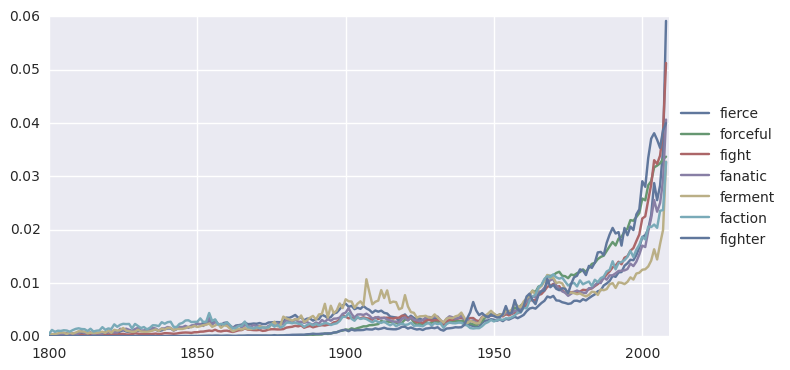 0.06
0.05
0.04
0.03
0.02
0.01
0.00
1800
1850
1900
1950
2000
fierce
forceful
fight
fanatic
ferment
faction
fighter